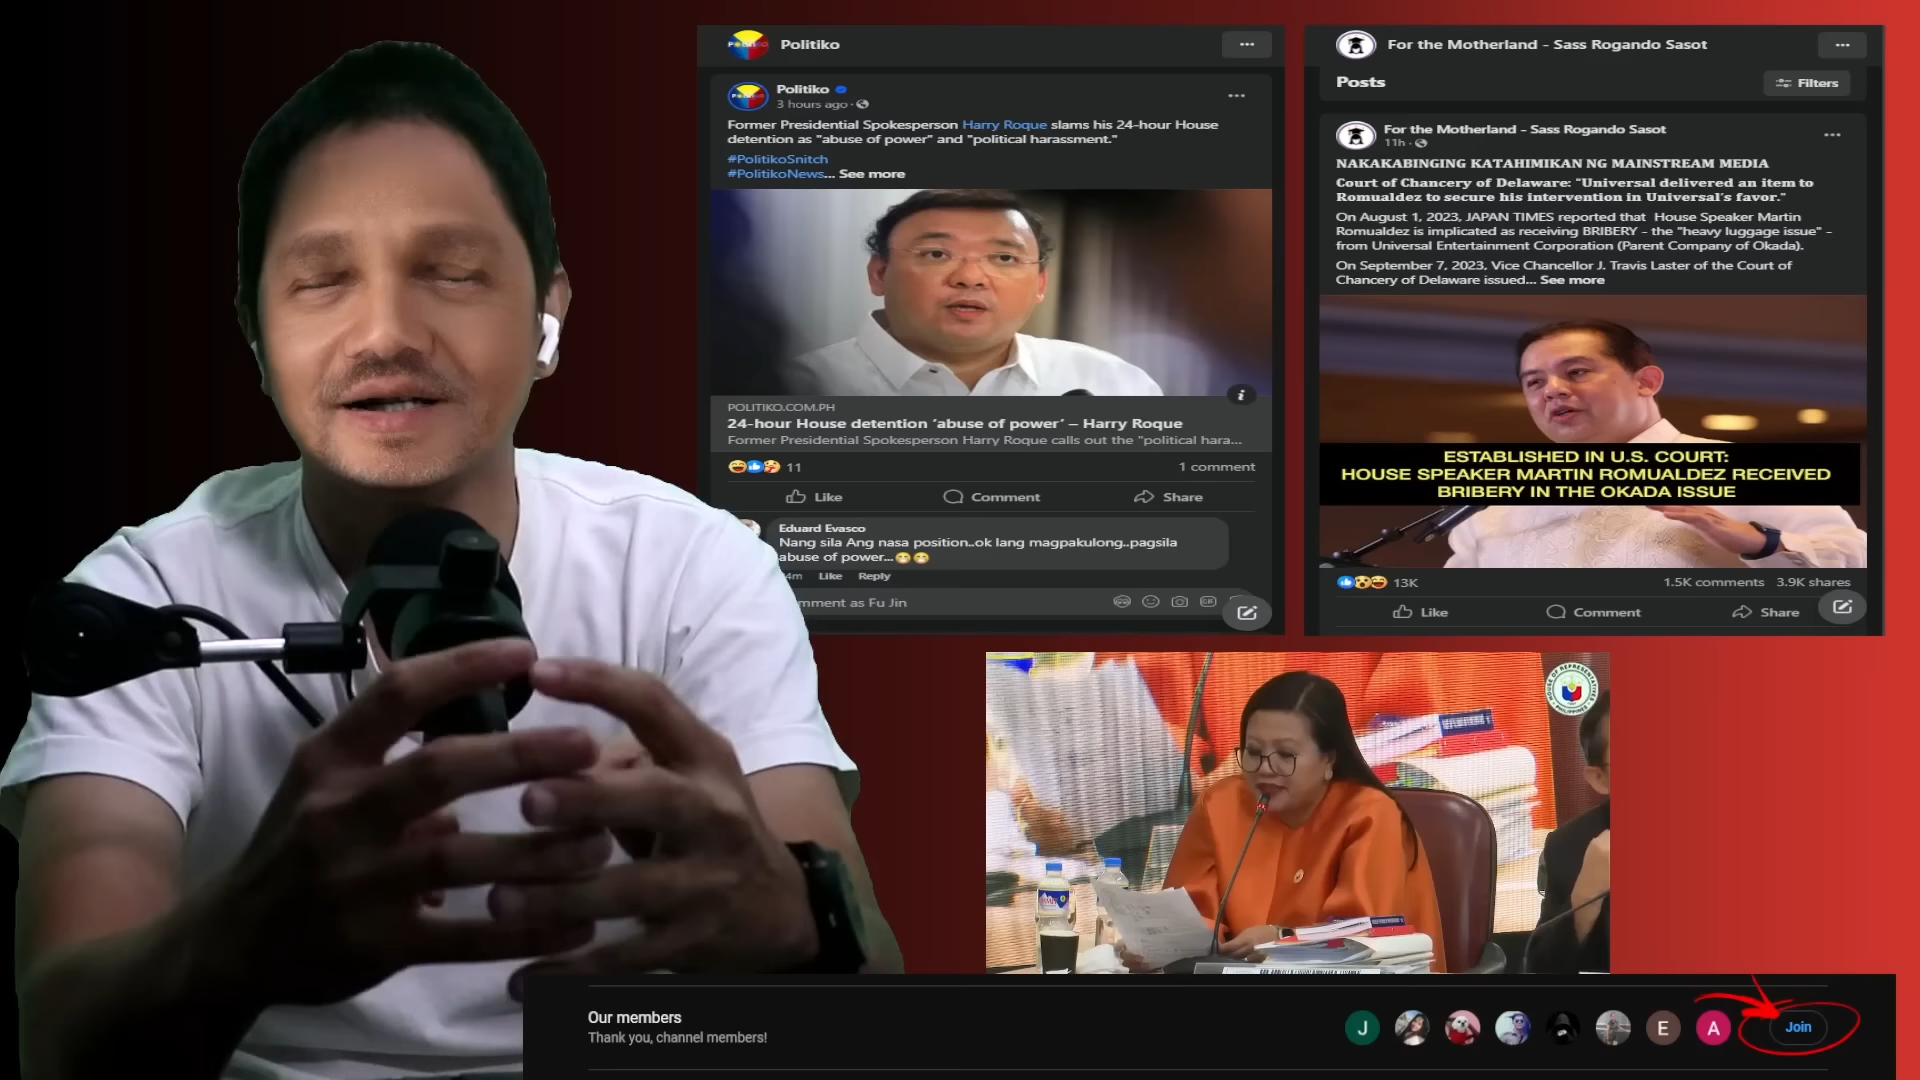 Politiko
Politiko
3 hours ago
Former Presidential Spokesperson Harry Roque slams his 24-hour House
detention as "abuse of power" and "political harassment."
#PolitikoSnitch
#PolitikoNews... See more
POLITIKO.COM.PH
24-hour House detention 'abuse of power' – Harry Roque
Former Presidential Spokesperson Harry Roque calls out the "political hara...
11
1 comment
Like Comment Share
Eduard Evasco
Nang sila Ang nasa position..ok lang magpakulong..pagsila
abuse of power...
4m Like Reply
mment as Fu Jin
For the Motherland - Sass Rogando Sasot
Posts
Filters
For the Motherland - Sass Rogando Sasot
11h
NAKAKABINGING KATAHIMIKAN NG MAINSTREAM MEDIA
Court of Chancery of Delaware: "Universal delivered an item to
Romualdez to secure his intervention in Universal's favor."
On August 1, 2023, JAPAN TIMES reported that House Speaker Martin
Romualdez is implicated as receiving BRIBERY - the "heavy luggage issue" -
from Universal Entertainment Corporation (Parent Company of Okada).
On September 7, 2023, Vice Chancellor J. Travis Laster of the Court of
Chancery of Delaware issued... See more
ESTABLISHED IN U.S. COURT:
HOUSE SPEAKER MARTIN ROMUALDEZ RECEIVED
BRIBERY IN THE OKADA ISSUE
13K
1.5K comments 3.9K shares
Like Comment Share
HOUSE OF REPRESENTATIVES
PHILIPPINES
Our members
Thank you, channel members!
J
E
A
Join